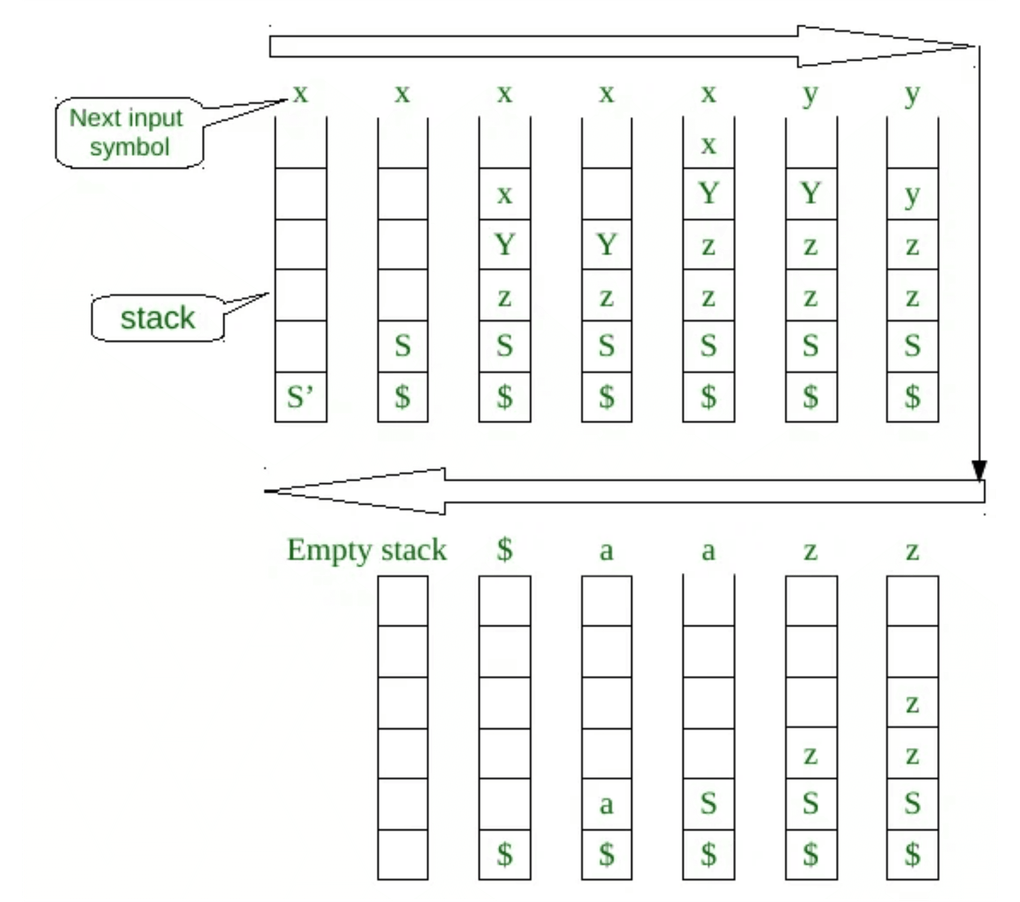 x x x x x y y
Next input
symbol
x
x Y Y y
Y Y z z z
z z z z z
stack
S S S S S S
S’ $ $ $ $ $ $
Empty stack $ a a z z
z
z z
a S S S
$ $ $ $ $